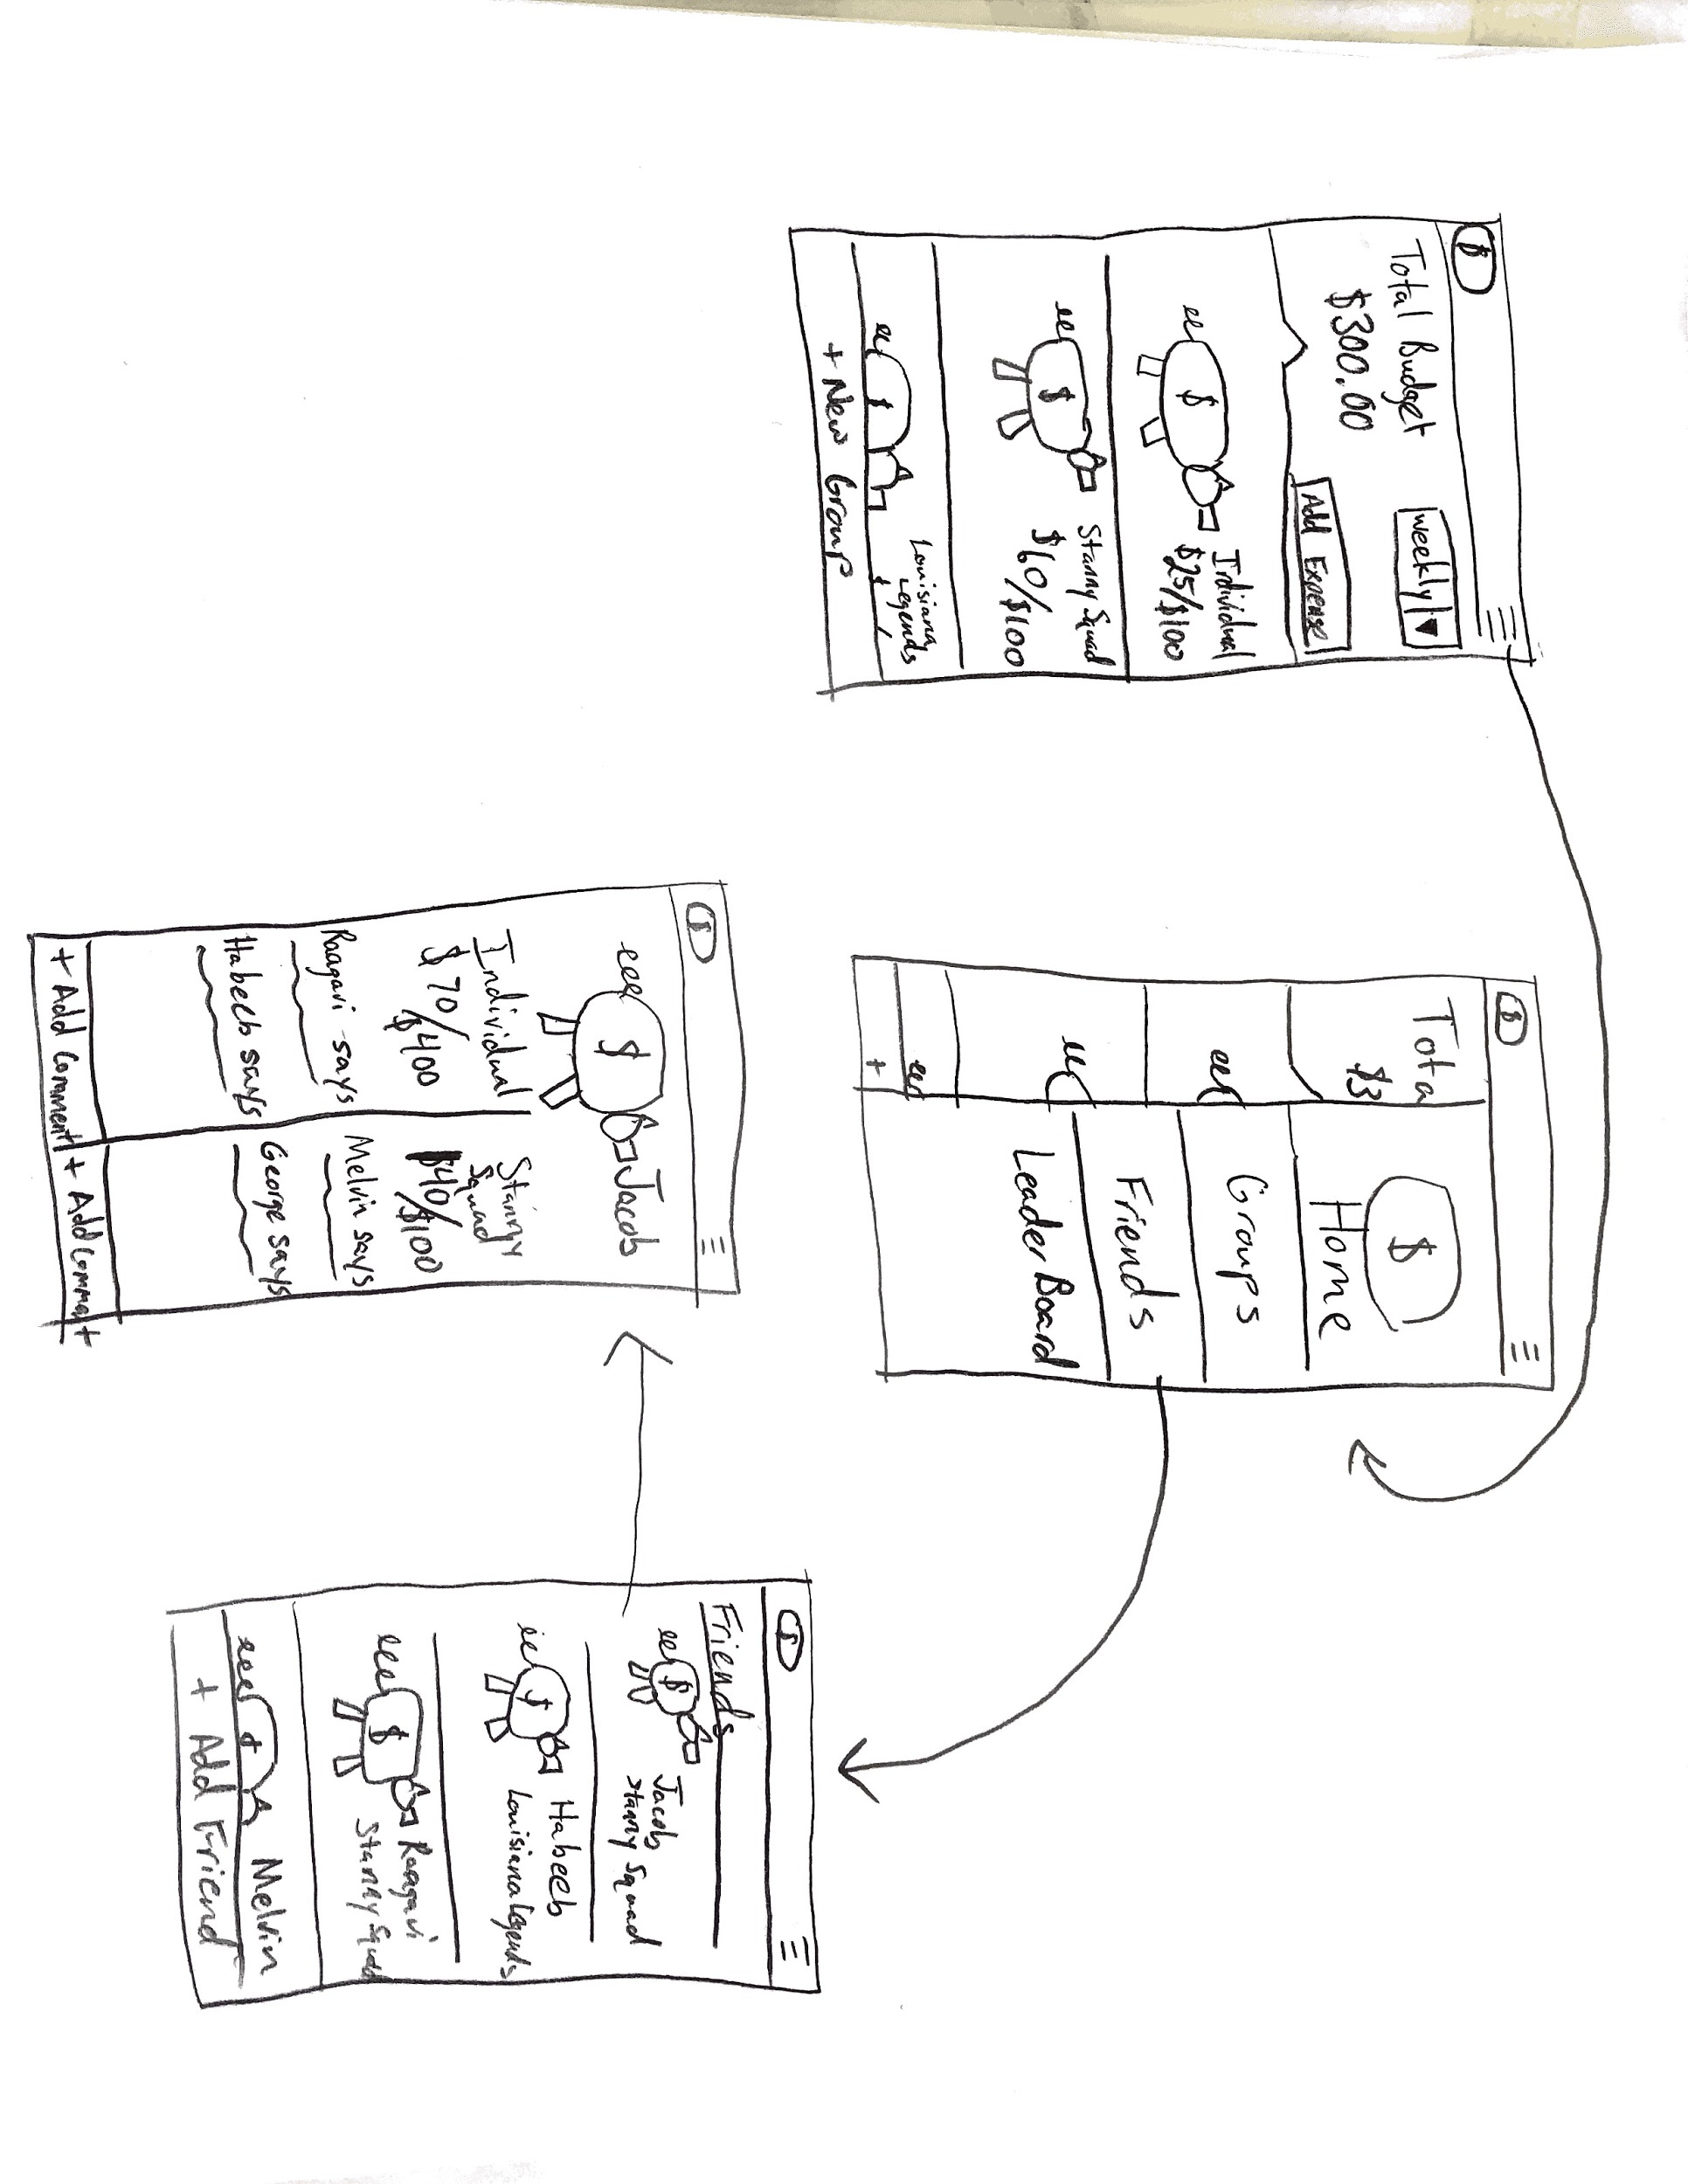 $
Total Budget
$300.00
Weekly
Add Expense
$
Individual
$25/$100
$
Stanny Squad
$60/$100
$
Louisiana
Legends
+ New Group
$
Tota
$3
$
Home
Groups
Friends
Leader Board
+
$
Friends
$
Jacob
Stanny Squad
$
Habeeb
Louisiana Legends
$
Raagavi
Stanny Squad
$
Melvin
+ Add Friend
$
$
Jacob
Individual
$70/$400
Raagavi says
Habeeb says
+ Add Comment
Stanny
Squad
$40/$100
Melvin says
George says
+ Add Comment